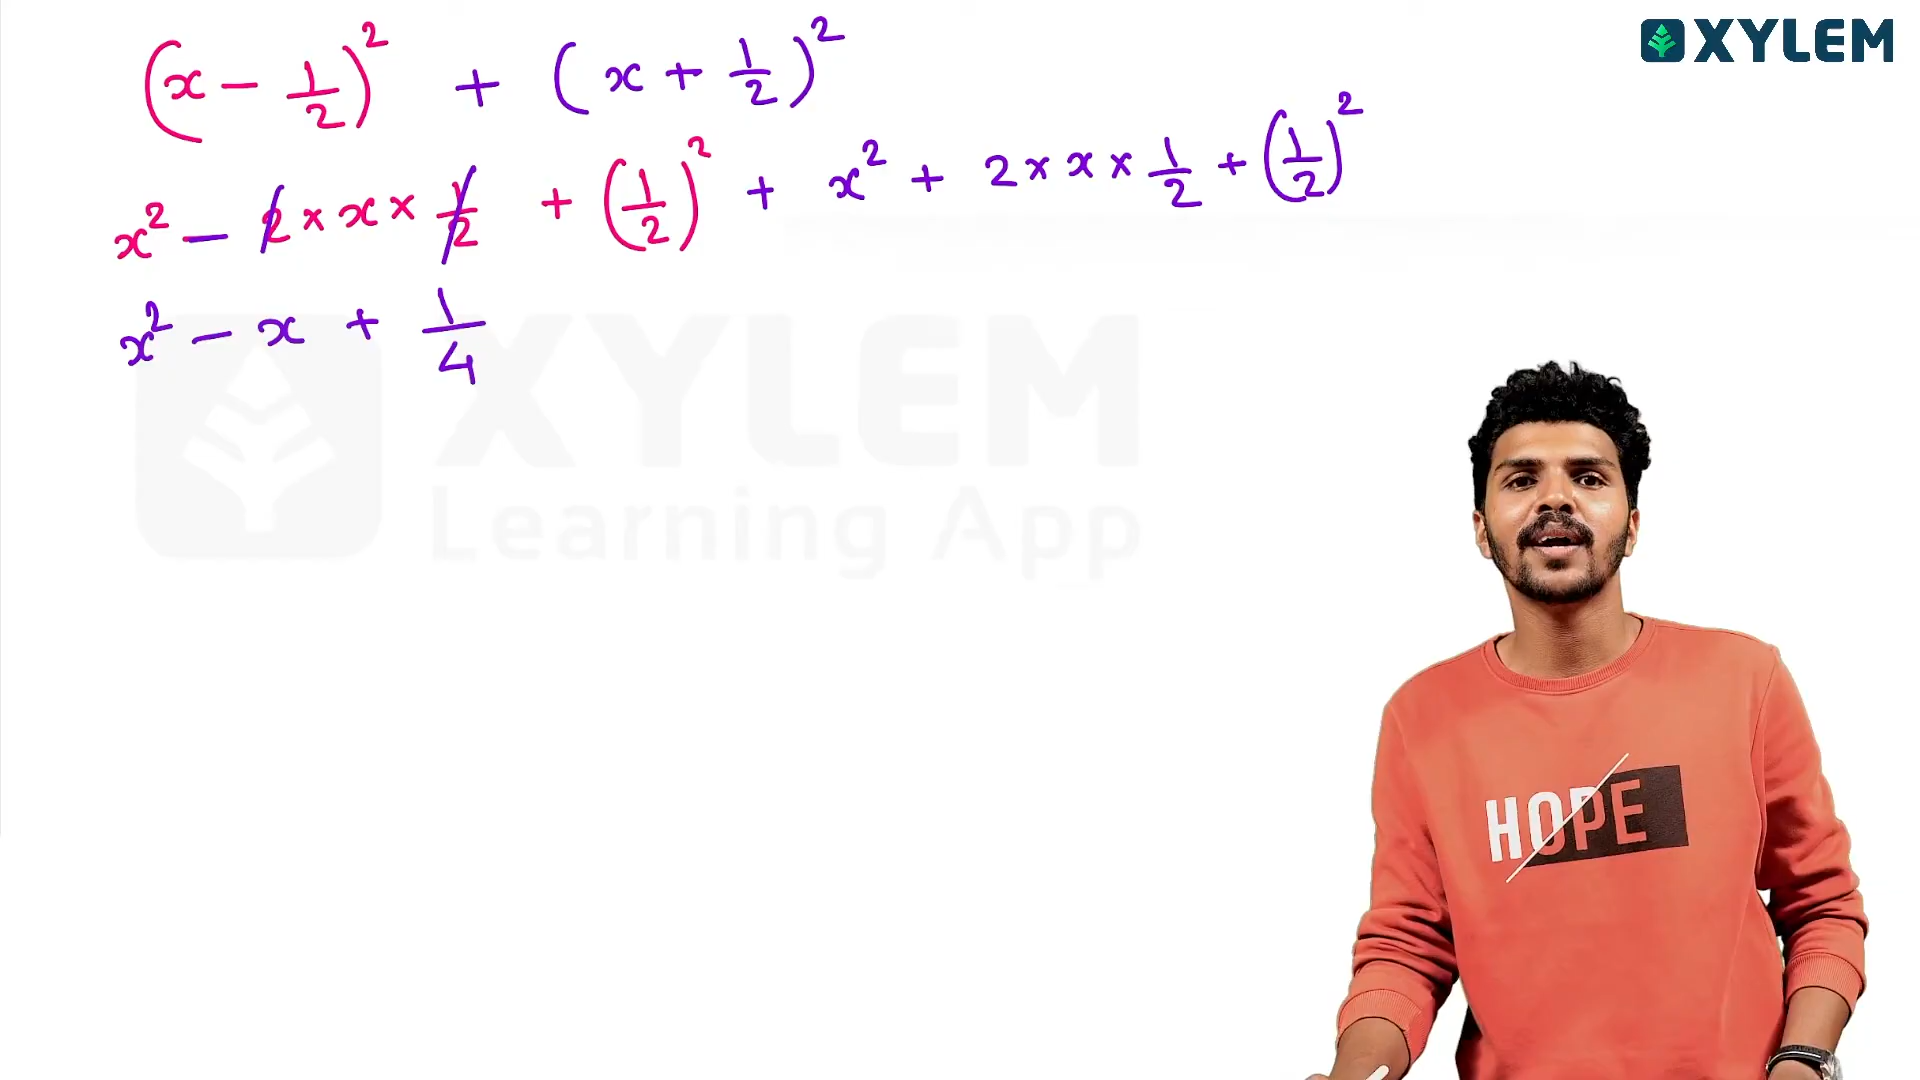 XYLEM
(x - 1/2)² + (x + 1/2)²
x² - 2 × x × 1/2 + (1/2)² + x² + 2 × x × 1/2 + (1/2)²
x² - x + 1/4
XYLEM
Learning App
HOPE